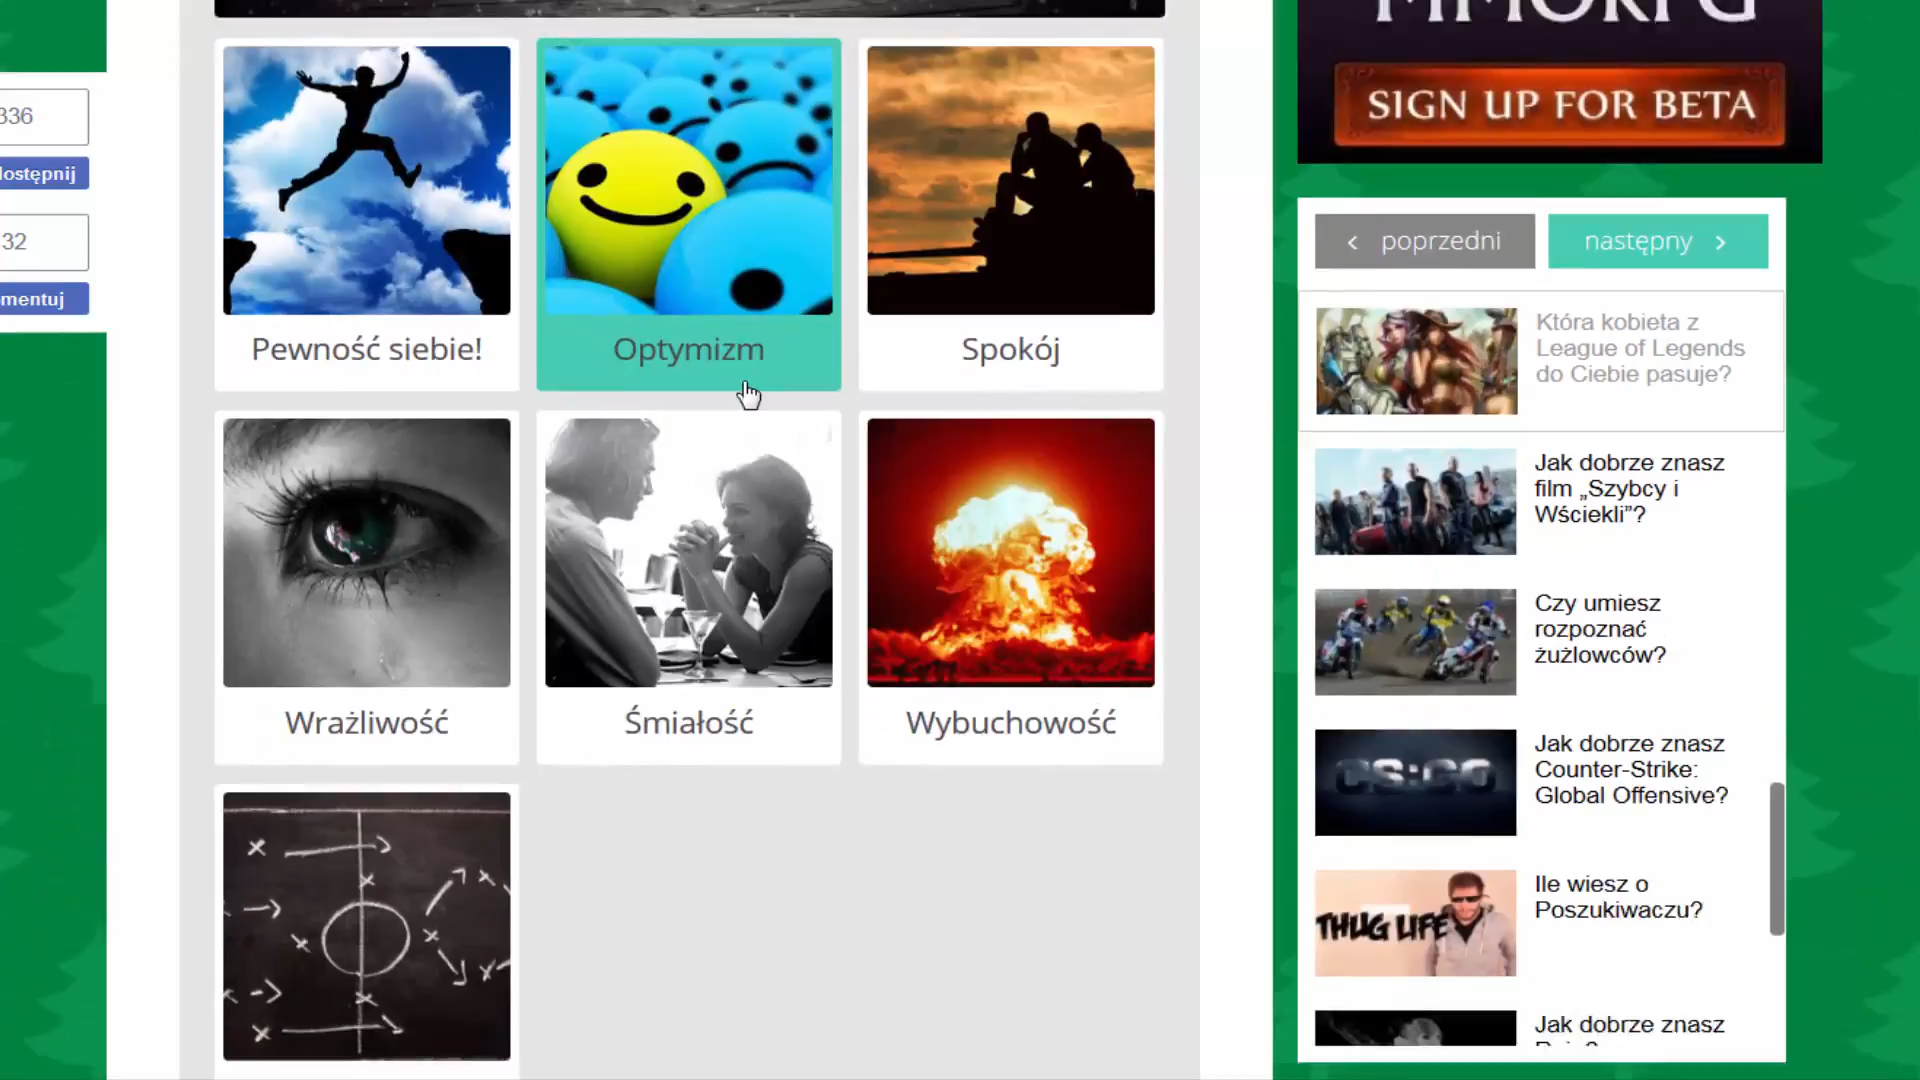 336
dostępnij
32
mentuj
Pewność siebie!
Optymizm
Spokój
Wrażliwość
Śmiałość
Wybuchowość
MMORPG
SIGN UP FOR BETA
poprzedni
następny
Która kobieta z
League of Legends
do Ciebie pasuje?
Jak dobrze znasz
film „Szybcy i
Wściekli”?
Czy umiesz
rozpoznać
żużlowców?
CS:GO
Jak dobrze znasz
Counter-Strike:
Global Offensive?
THUG LIFE
Ile wiesz o
Poszukiwaczu?
Jak dobrze znasz